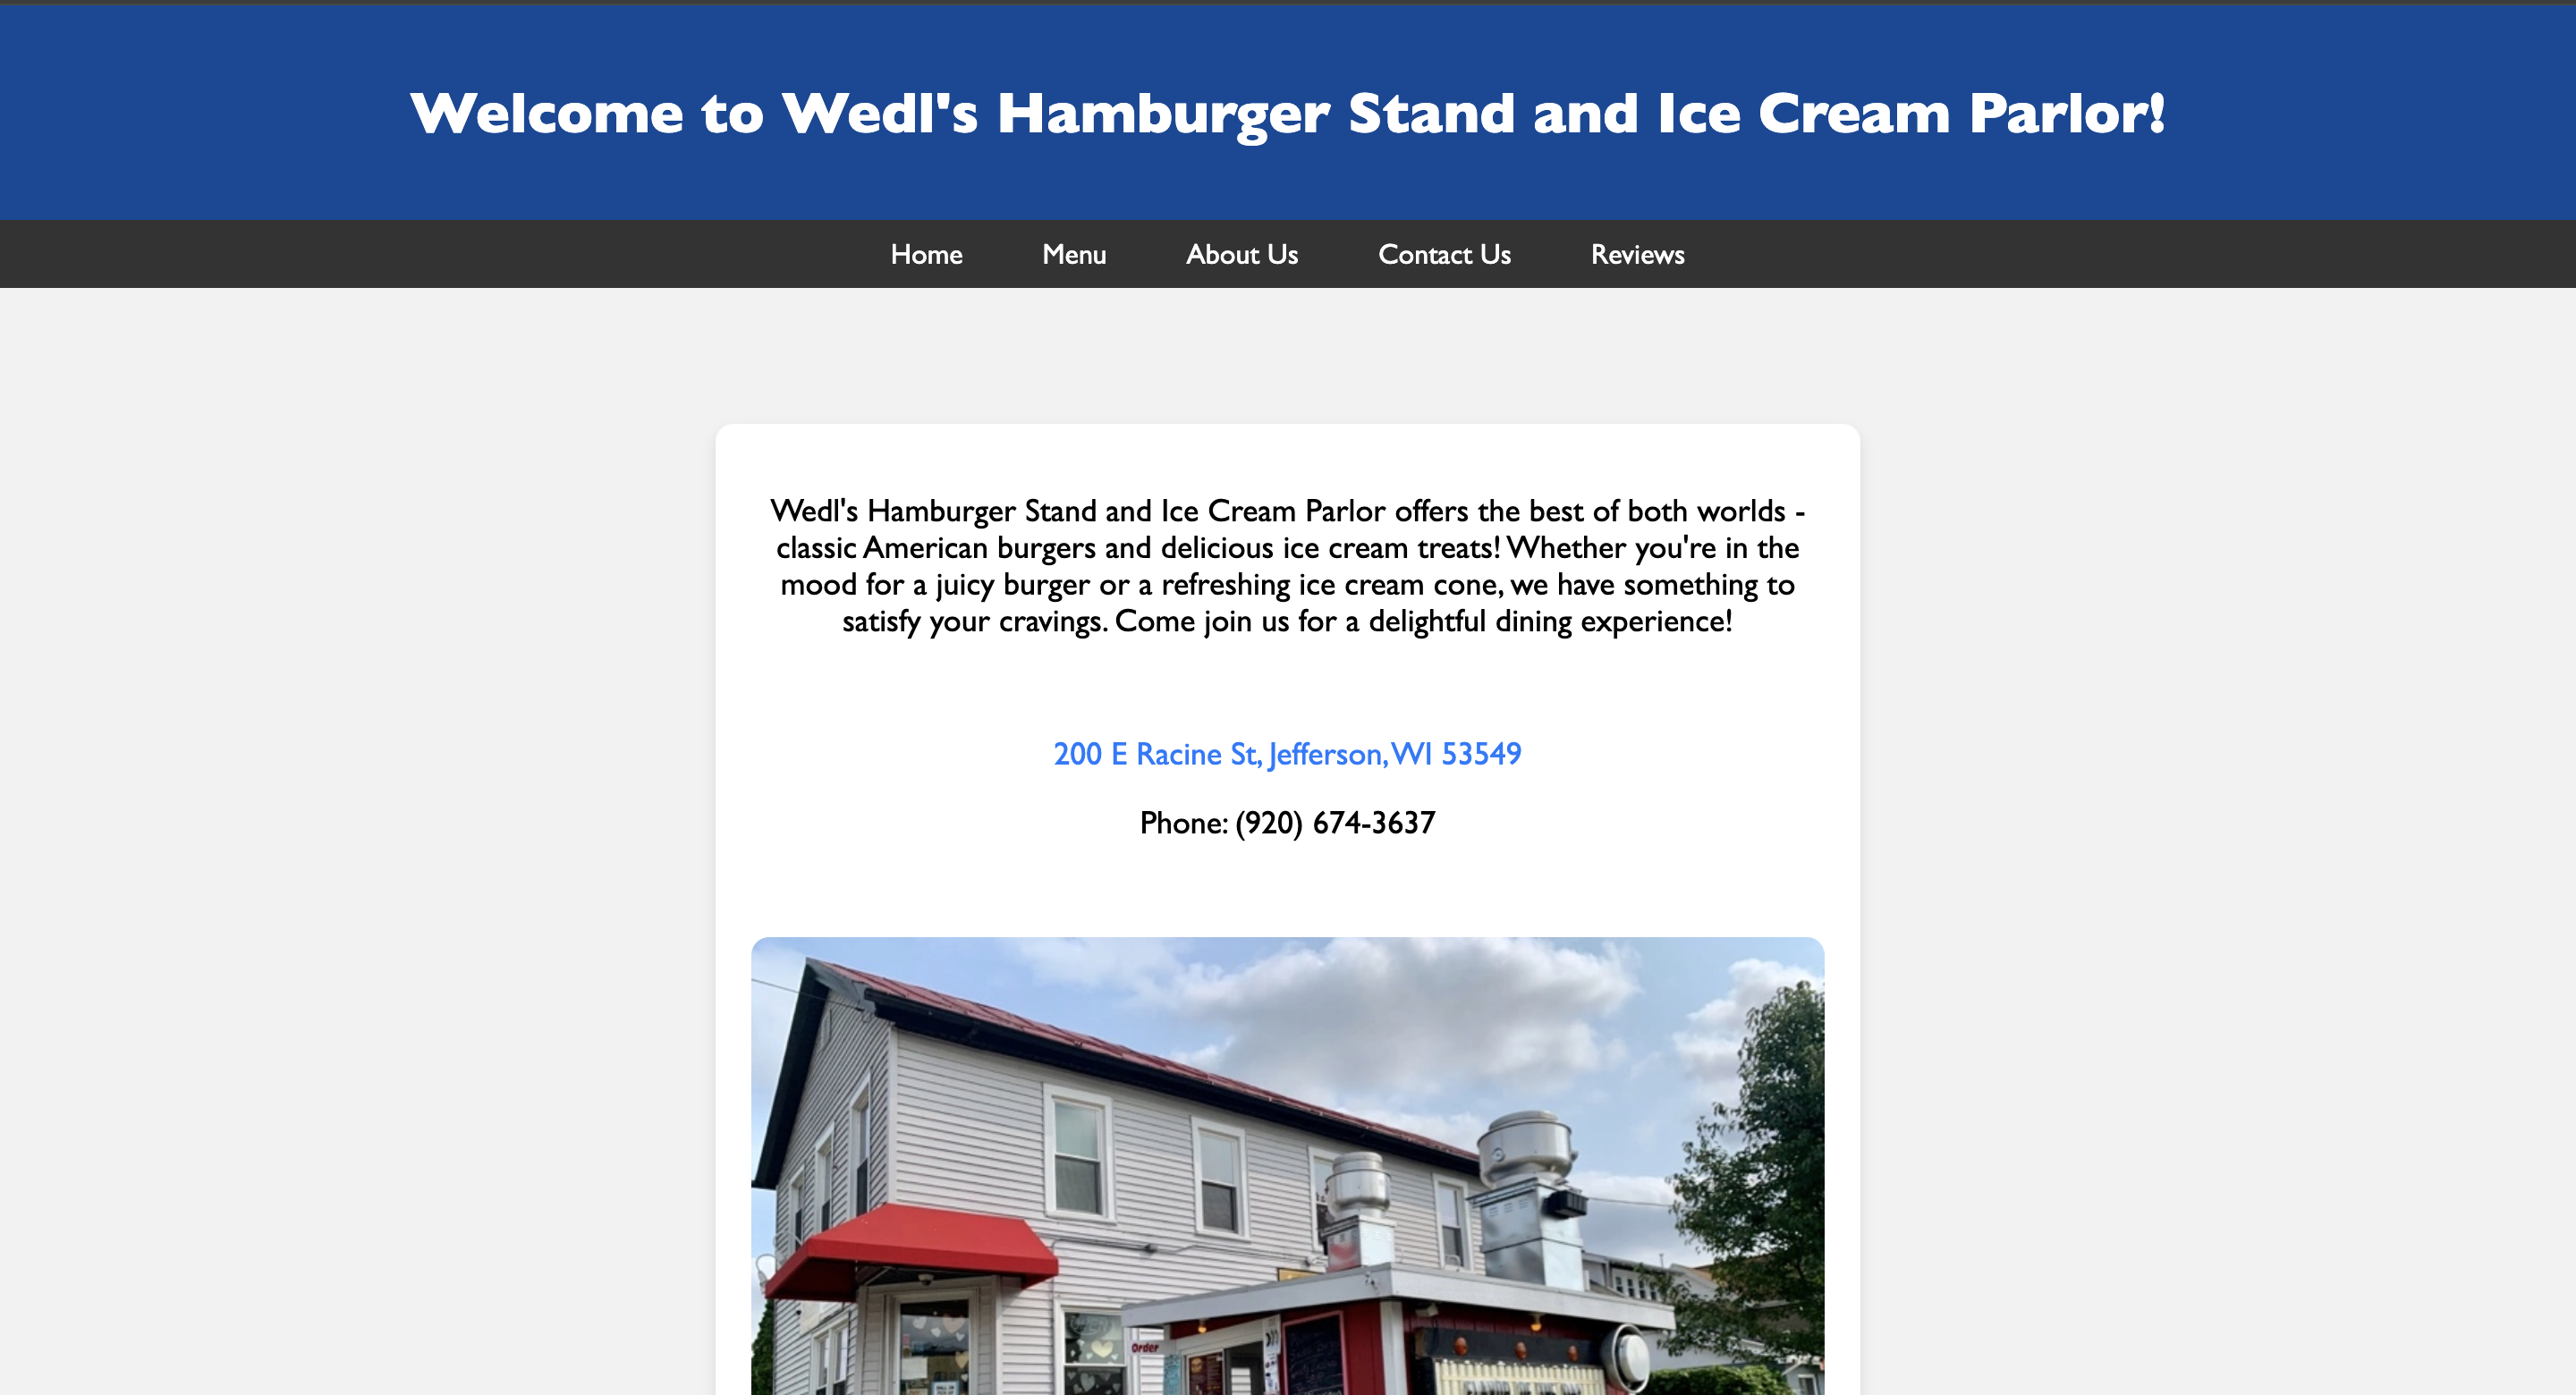 Welcome to Wedl's Hamburger Stand and Ice Cream Parlor!
Home Menu About Us Contact Us Reviews
Wedl's Hamburger Stand and Ice Cream Parlor offers the best of both worlds -
classic American burgers and delicious ice cream treats! Whether you're in the
mood for a juicy burger or a refreshing ice cream cone, we have something to
satisfy your cravings. Come join us for a delightful dining experience!
200 E Racine St, Jefferson, WI 53549
Phone: (920) 674-3637
Order